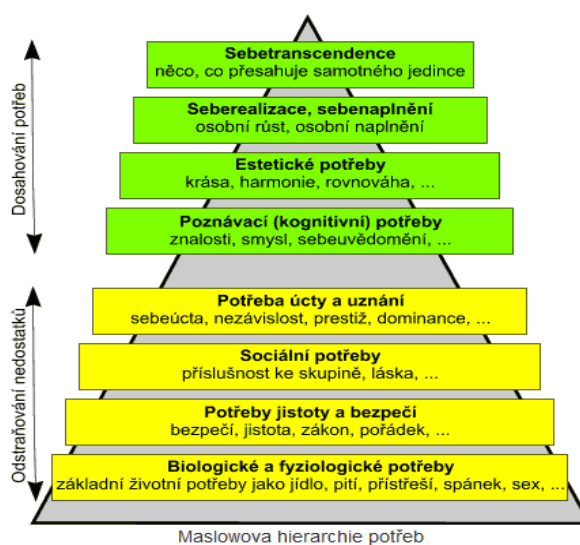 Sebetranscendence
něco, co přesahuje samotného jedince
Seberealizace, sebenaplnění
osobní růst, osobní naplnění
Estetické potřeby
krása, harmonie, rovnováha, ...
Poznávací (kognitivní) potřeby
znalosti, smysl, sebeuvědomění, ...
Dosahování potřeb
Potřeba úcty a uznání
sebeúcta, nezávislost, prestiž, dominance, ...
Sociální potřeby
příslušnost ke skupině, láska, ...
Potřeby jistoty a bezpečí
bezpečí, jistota, zákon, pořádek, ...
Biologické a fyziologické potřeby
základní životní potřeby jako jídlo, pití, přístřeší, spánek, sex, ...
Odstraňování nedostatků
Maslowova hierarchie potřeb